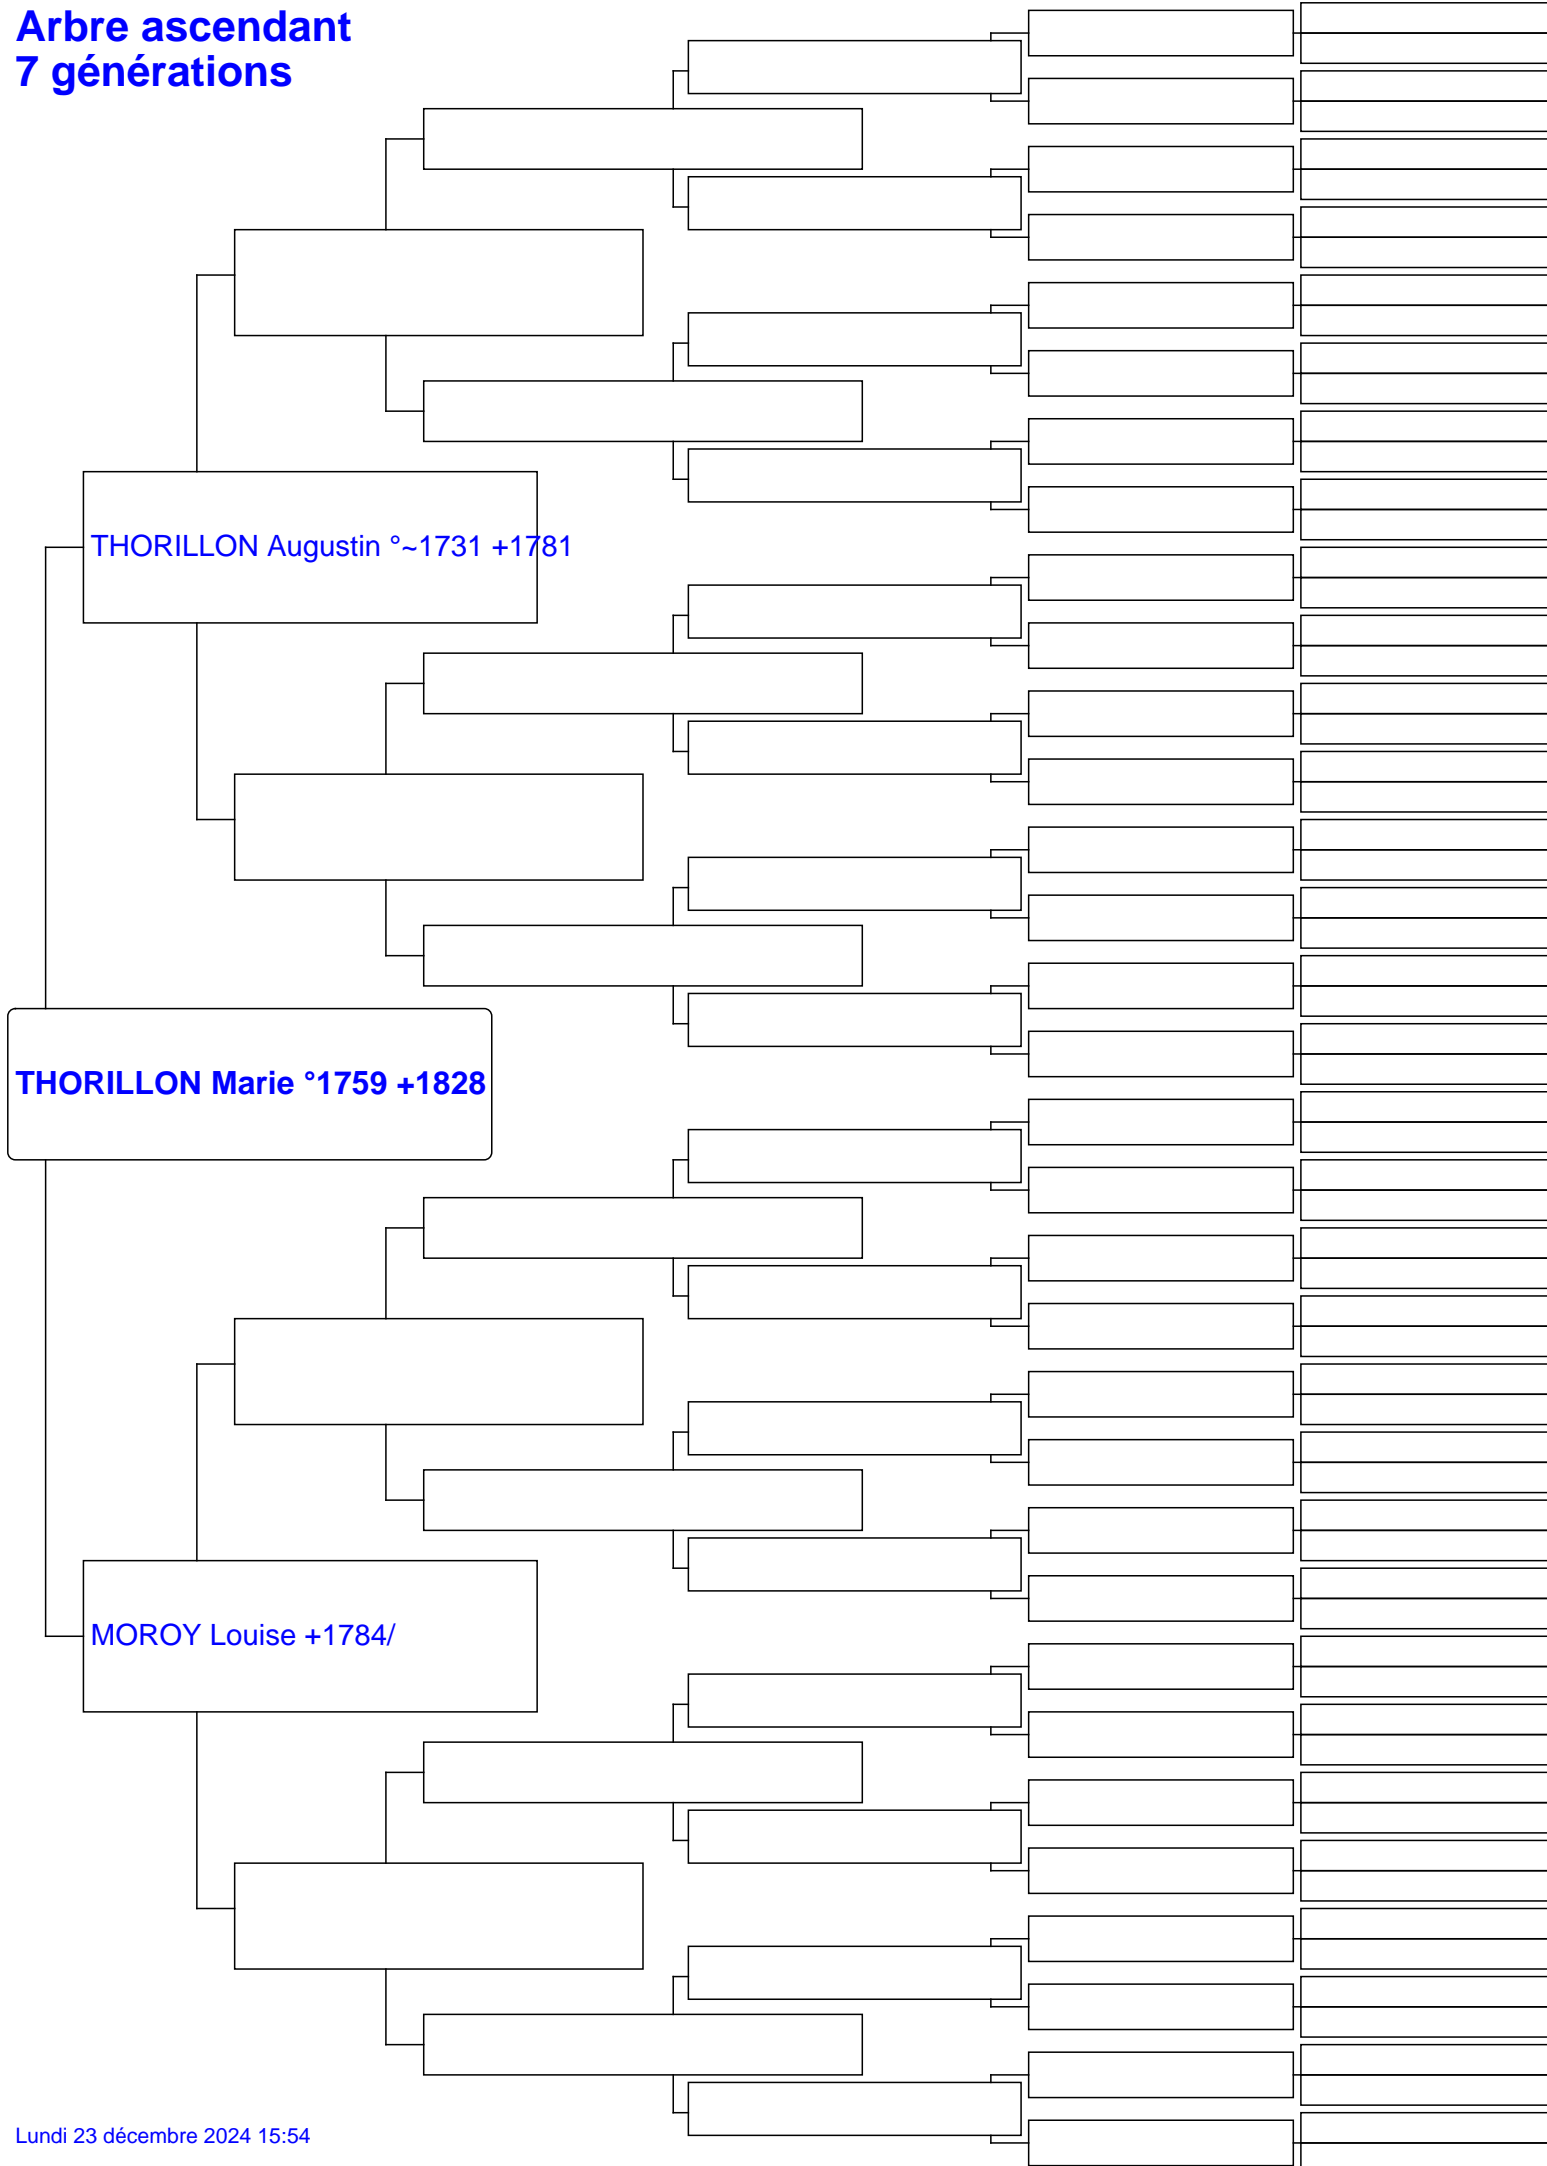 Arbre ascendant
7 générations
THORILLON Augustin °~1731 +1781
THORILLON Marie °1759 +1828
MOROY Louise +1784/
Lundi 23 décembre 2024 15:54